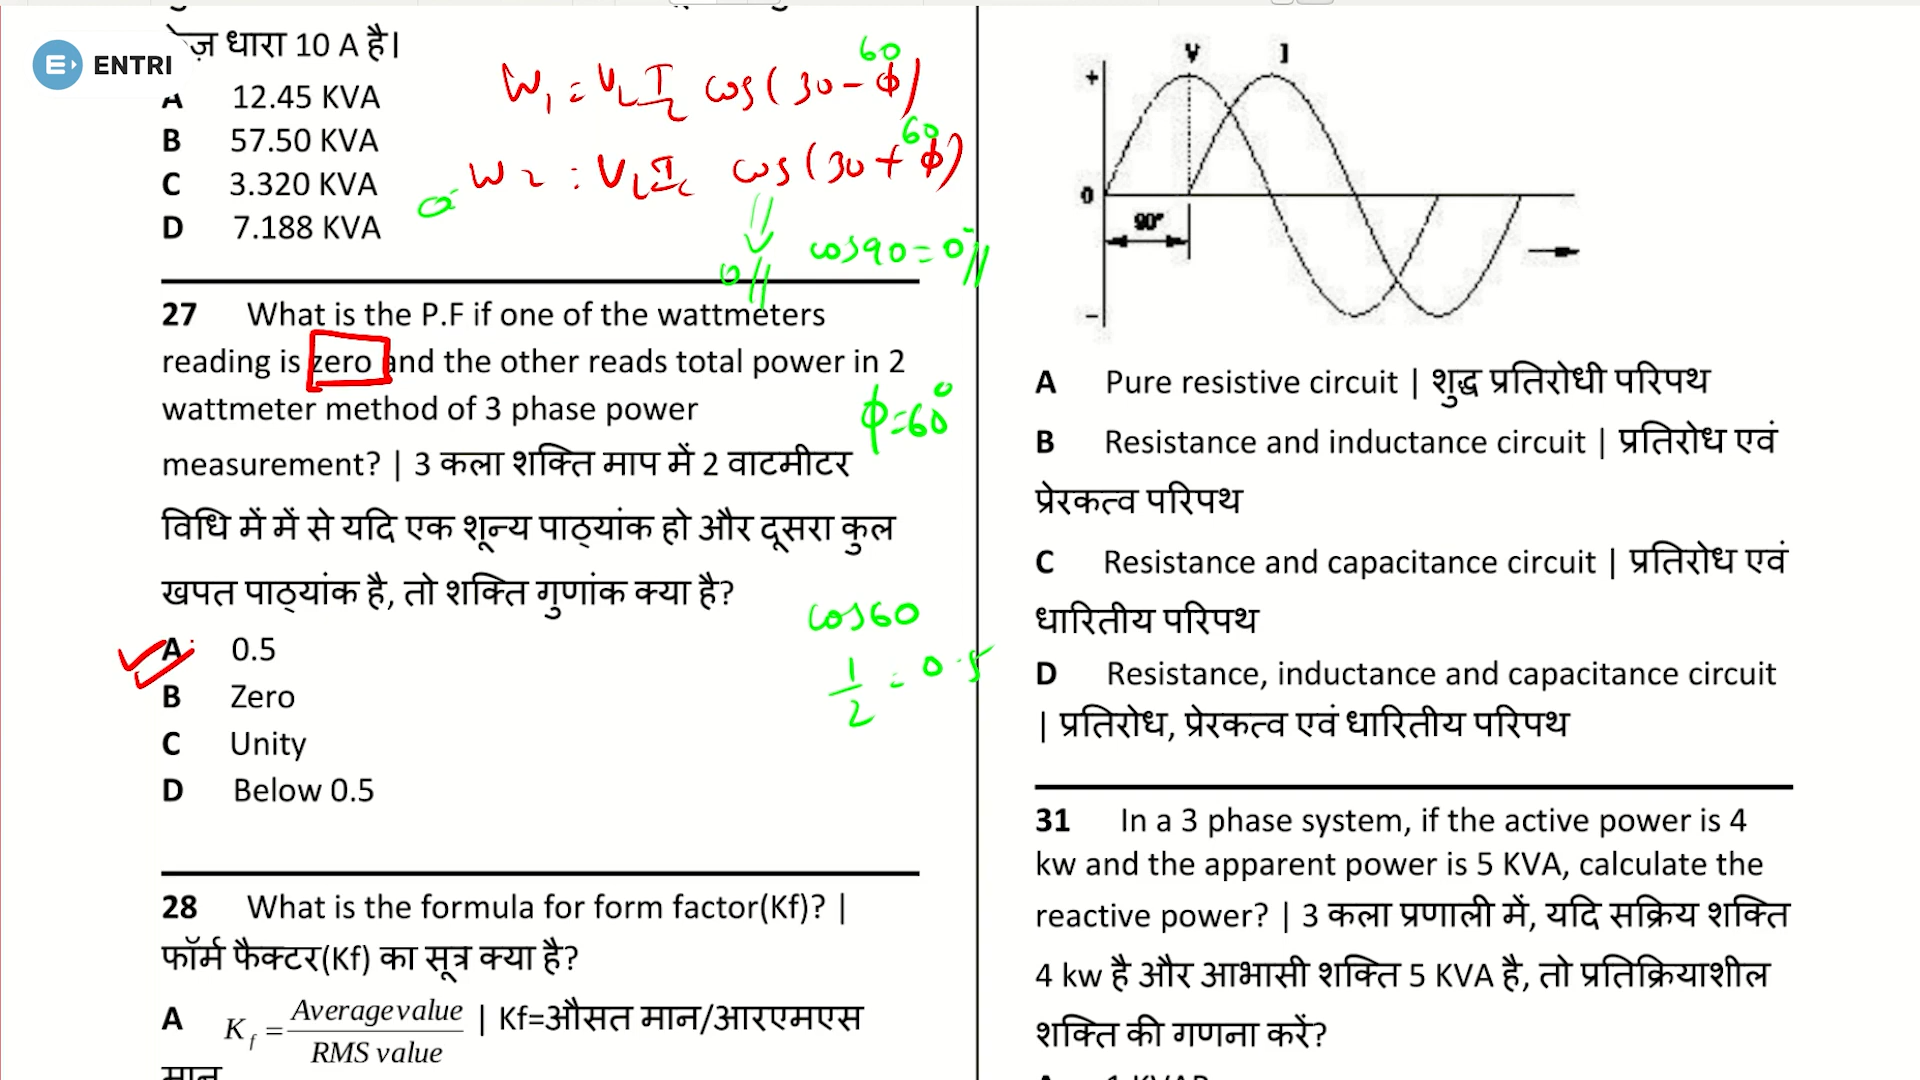 ेज़ धारा 10 A है।
ENTRI
A 12.45 KVA
B 57.50 KVA
C 3.320 KVA
D 7.188 KVA
60
W₁ = V_L I_L cos(30 - ϕ)
60
W2 : V_L I_L cos(30 + ϕ)
0
cos90 = 0
0
27 What is the P.F if one of the wattmeters
reading is zero and the other reads total power in 2
wattmeter method of 3 phase power
measurement? | 3 कला शक्ति माप में 2 वाटमीटर
विधि में में से यदि एक शून्य पाठ्यांक हो और दूसरा कुल
खपत पाठ्यांक है, तो शक्ति गुणांक क्या है?
ϕ = 60°
A 0.5
B Zero
C Unity
D Below 0.5
cos60
1/2 = 0.5
28 What is the formula for form factor(Kf)? |
फॉर्म फैक्टर(Kf) का सूत्र क्या है?
A K_f = Average value / RMS value | Kf=औसत मान/आरएमएस
मान
V I
+
0
90°
–
A Pure resistive circuit | शुद्ध प्रतिरोधी परिपथ
B Resistance and inductance circuit | प्रतिरोध एवं
प्रेरकत्व परिपथ
C Resistance and capacitance circuit | प्रतिरोध एवं
धारितीय परिपथ
D Resistance, inductance and capacitance circuit
| प्रतिरोध, प्रेरकत्व एवं धारितीय परिपथ
31 In a 3 phase system, if the active power is 4
kw and the apparent power is 5 KVA, calculate the
reactive power? | 3 कला प्रणाली में, यदि सक्रिय शक्ति
4 kw है और आभासी शक्ति 5 KVA है, तो प्रतिक्रियाशील
शक्ति की गणना करें?